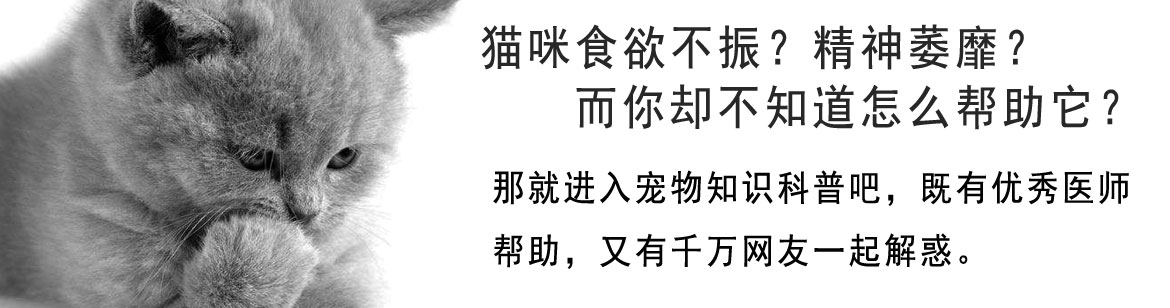 猫咪食欲不振？精神萎靡？
而你却不知道怎么帮助它？
那就进入宠物知识科普吧，既有优秀医师
帮助，又有千万网友一起解惑。